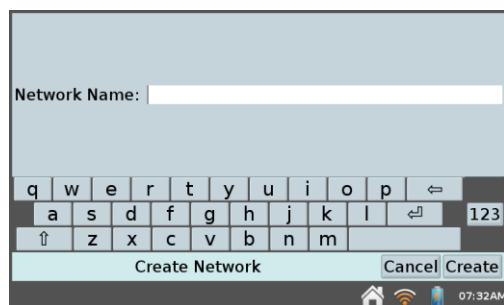 Network Name:
q w e r t y u i o p ⇦
a s d f g h j k l ⏎ 123
⇧ z x c v b n m
Create Network Cancel Create
07:32AM